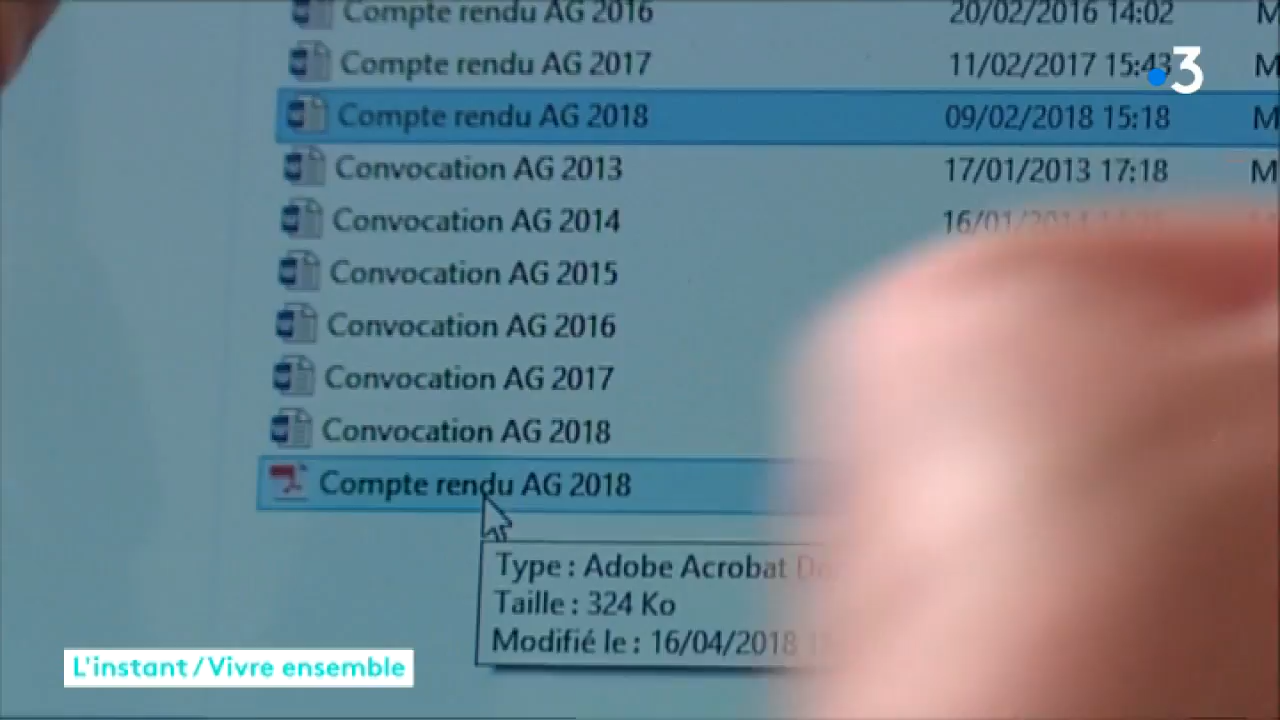 Compte rendu AG 2016 20/02/2016 14:02 M
Compte rendu AG 2017 11/02/2017 15:43 M
3
Compte rendu AG 2018 09/02/2018 15:18 M
Convocation AG 2013 17/01/2013 17:18 M
Convocation AG 2014 16/01/2014
Convocation AG 2015
Convocation AG 2016
Convocation AG 2017
Convocation AG 2018
Compte rendu AG 2018
Type : Adobe Acrobat
Taille : 324 Ko
Modifié le : 16/04/2018
L'instant / Vivre ensemble